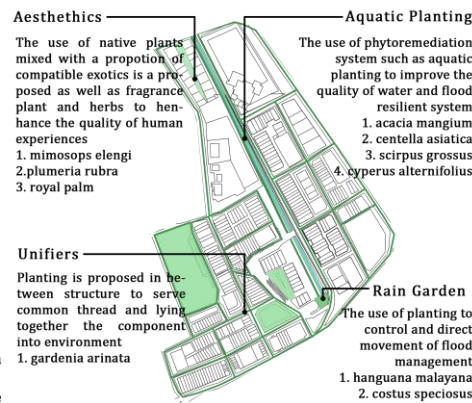 Aesthethics
The use of native plants
mixed with a propotion of
compatible exotics is a pro-
posed as well as fragrance
plant and herbs to hen-
hance the quality of human
experiences
1. mimosops elengi
2.plumeria rubra
3. royal palm
Aquatic Planting
The use of phytoremediation
system such as aquatic
planting to improve the
quality of water and flood
resilient system
1. acacia mangium
2. centella asiatica
3. scirpus grossus
4. cyperus alternifolius
Unifiers
Planting is proposed in be-
tween structure to serve
common thread and lying
together the component
into environment
1. gardenia arinata
Rain Garden
The use of planting to
control and direct
movement of flood
management
1. hanguana malayana
2. costus speciosus